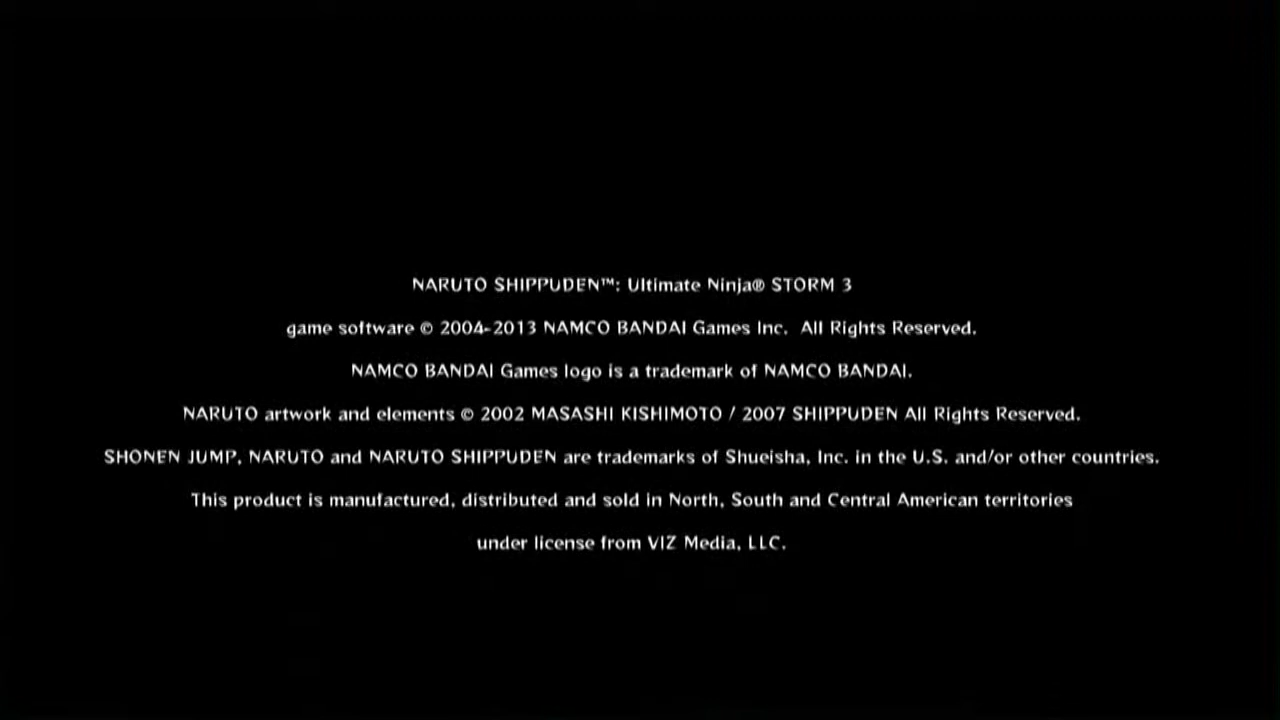 NARUTO SHIPPUDEN™: Ultimate Ninja® STORM 3
game software © 2004-2013 NAMCO BANDAI Games Inc.  All Rights Reserved.
NAMCO BANDAI Games logo is a trademark of NAMCO BANDAI.
NARUTO artwork and elements © 2002 MASASHI KISHIMOTO / 2007 SHIPPUDEN All Rights Reserved.
SHONEN JUMP, NARUTO and NARUTO SHIPPUDEN are trademarks of Shueisha, Inc. in the U.S. and/or other countries.
This product is manufactured, distributed and sold in North, South and Central American territories
under license from VIZ Media, LLC.